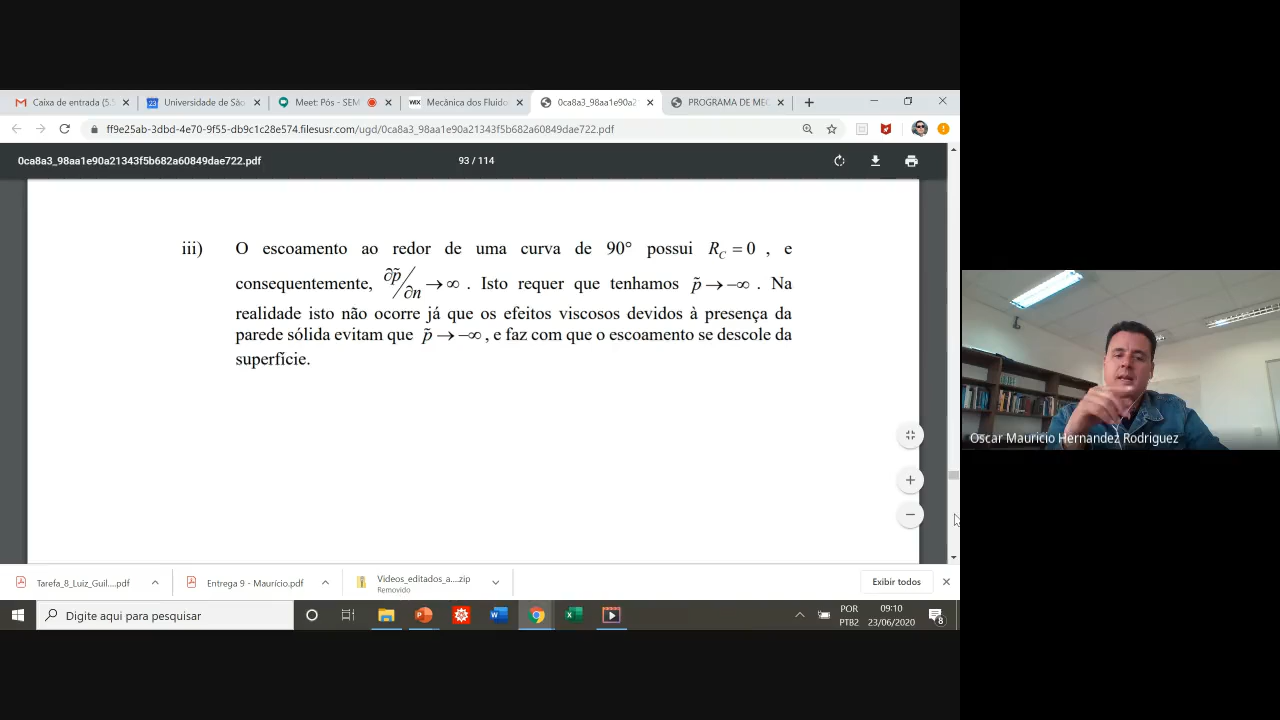 Caixa de entrada (5.5
Universidade de São
Meet: Pós - SEM
Mecânica dos Fluido
0ca8a3_98aa1e90a2
PROGRAMA DE MEC
ff9e25ab-3dbd-4e70-9f55-db9c1c28e574.filesusr.com/ugd/0ca8a3_98aa1e90a21343f5b682a60849dae722.pdf
0ca8a3_98aa1e90a21343f5b682a60849dae722.pdf
93 / 114
iii) O escoamento ao redor de uma curva de 90° possui R_C = 0 , e
consequentemente, ∂p̃/∂n → ∞ . Isto requer que tenhamos p̃ → −∞ . Na
realidade isto não ocorre já que os efeitos viscosos devidos à presença da
parede sólida evitam que p̃ → −∞ , e faz com que o escoamento se descole da
superfície.
Oscar Mauricio Hernandez Rodriguez
Tarefa_8_Luiz_Guil....pdf
Entrega 9 - Maurício.pdf
Videos_editados_a....zip
Removido
Exibir todos
Digite aqui para pesquisar
POR
PTB2
09:10
23/06/2020
8